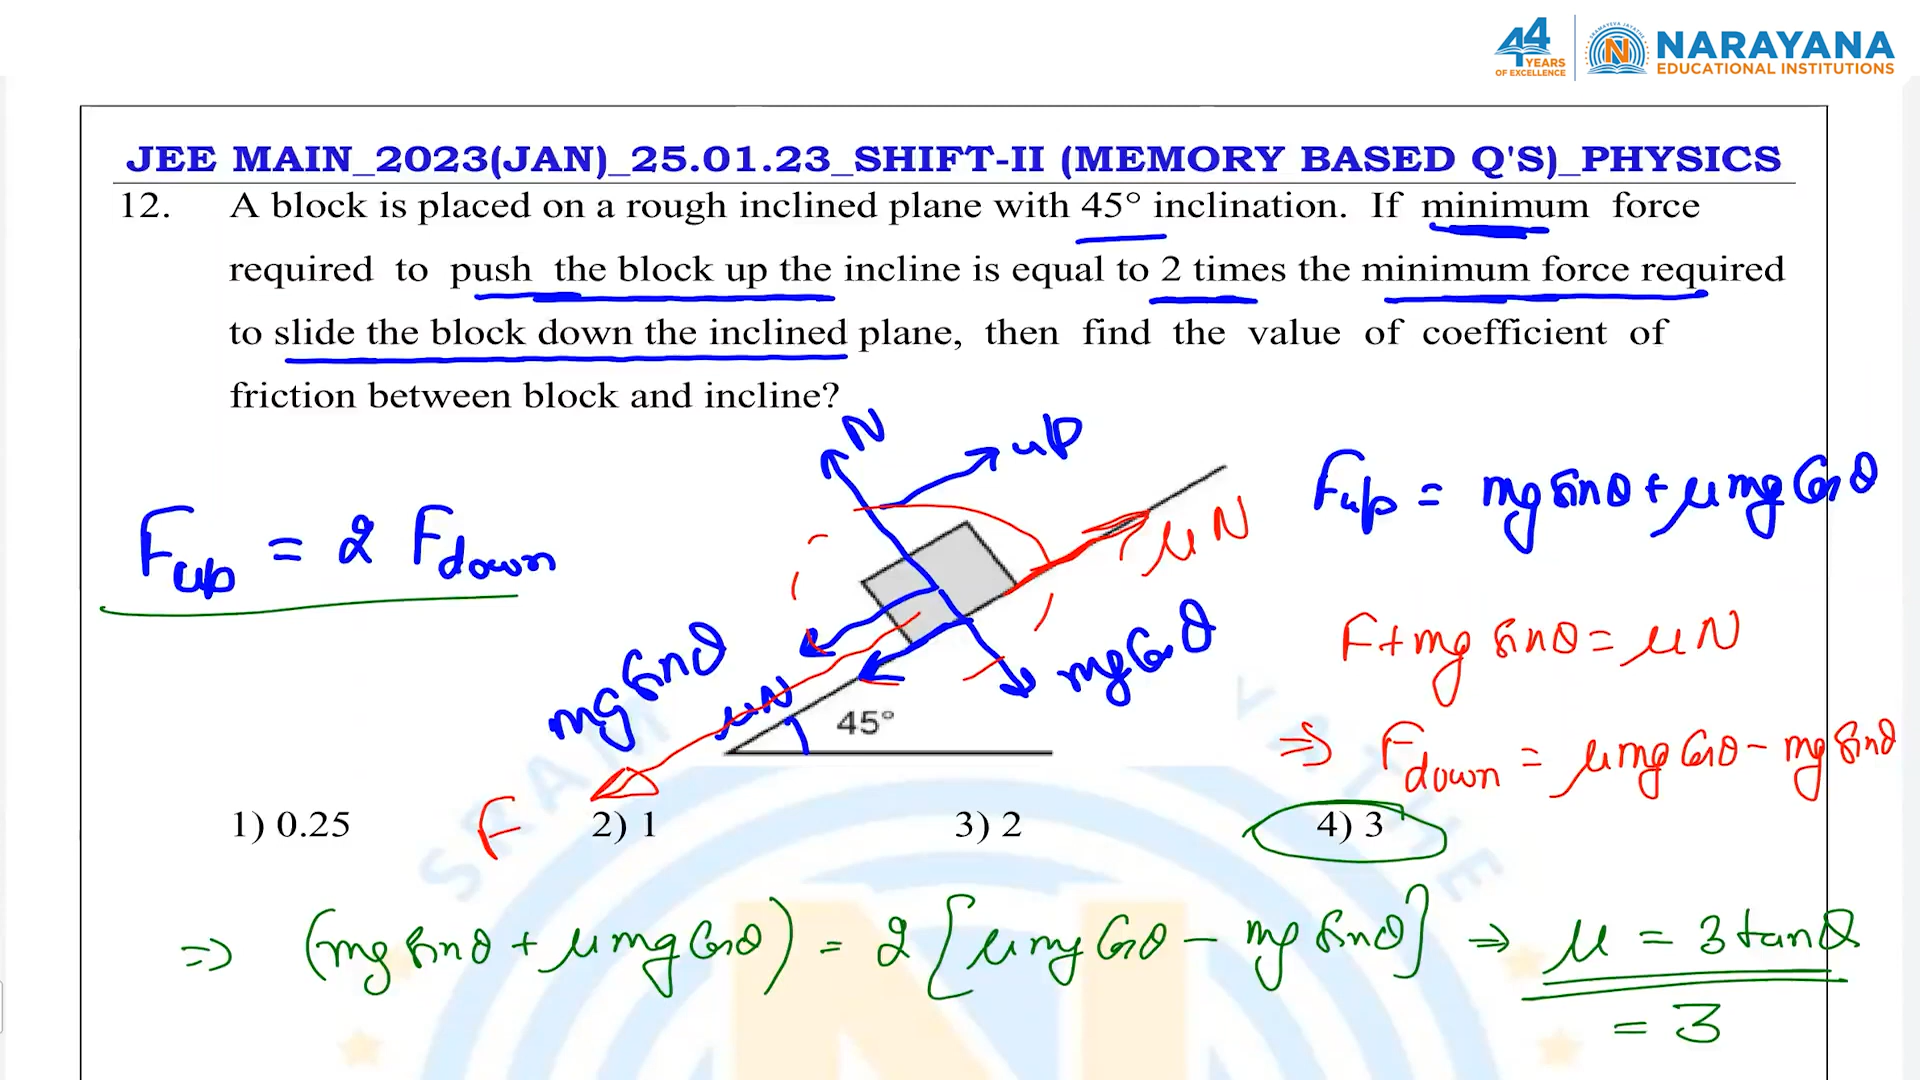 44 YEARS OF EXCELLENCE
NARAYANA
EDUCATIONAL INSTITUTIONS
JEE MAIN_2023(JAN)_25.01.23_SHIFT-II (MEMORY BASED Q'S)_PHYSICS
12. A block is placed on a rough inclined plane with 45° inclination. If minimum force
required to push the block up the incline is equal to 2 times the minimum force required
to slide the block down the inclined plane, then find the value of coefficient of
friction between block and incline?
N
up
F_up = mg sinθ + μmg Cosθ
F_up = 2 F_down
μN
mg sinθ
μN
mg Cosθ
45°
F + mg sinθ = μN
⇒ F_down = μmg Cosθ - mg sinθ
F
1) 0.25 2) 1 3) 2 4) 3
⇒ (mg sinθ + μmg Cosθ) = 2 [μmg Cosθ - mg sinθ] ⇒ μ = 3 tanθ
= 3